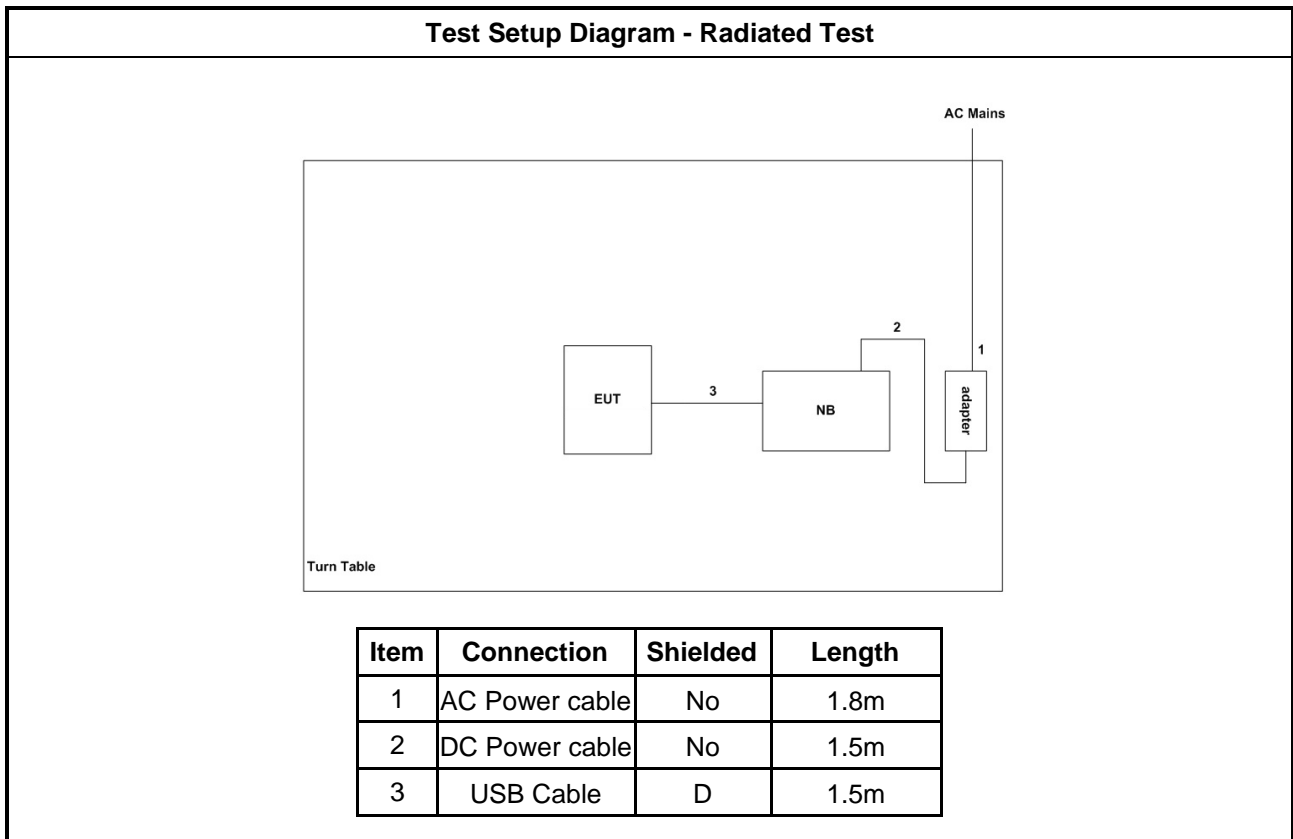 Test Setup Diagram - Radiated Test
AC Mains
2
1
EUT
3
NB
adapter
Turn Table
Item Connection Shielded Length
1 AC Power cable No 1.8m
2 DC Power cable No 1.5m
3 USB Cable D 1.5m